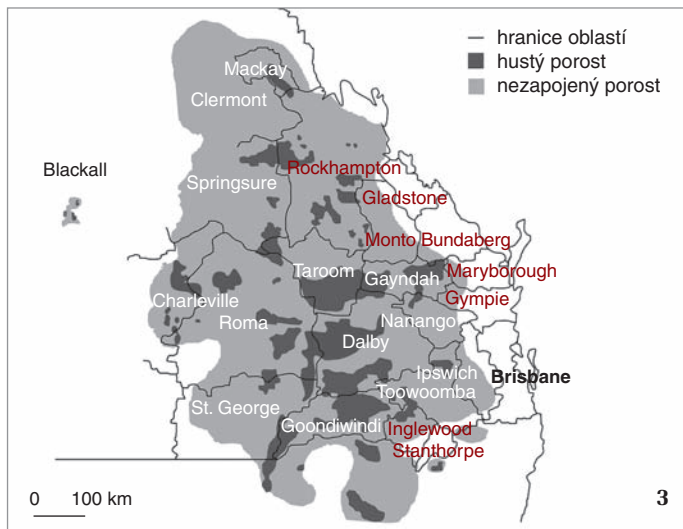 hranice oblastí
hustý porost
nezapojený porost
Mackay
Clermont
Blackall
Springsure
Rockhampton
Gladstone
Monto Bundaberg
Taroom
Gayndah
Maryborough
Charleville
Gympie
Roma
Nanango
Dalby
Ipswich
Brisbane
Toowoomba
St. George
Goondiwindi
Inglewood
Stanthorpe
0 100 km
3